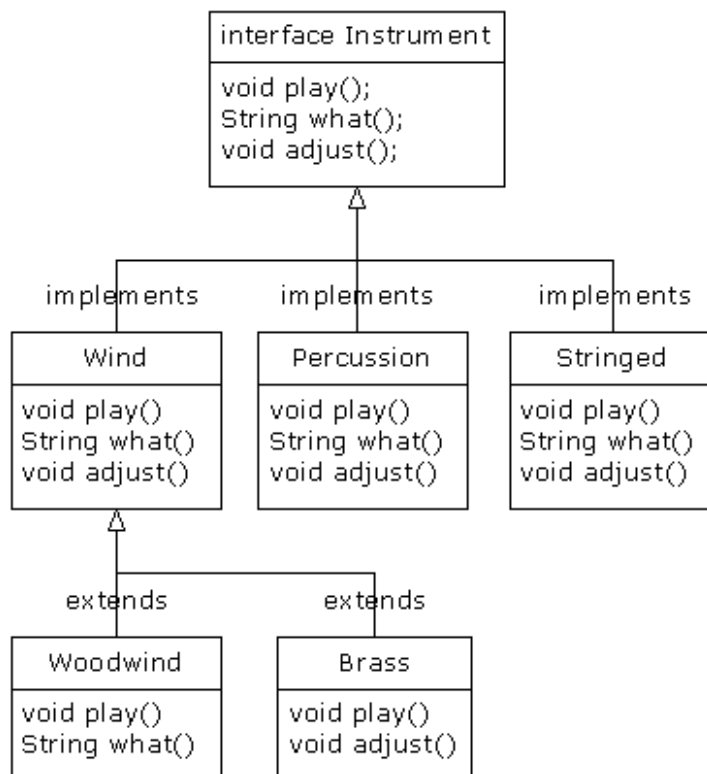 interface Instrument
void play();
String what();
void adjust();
implements
implements
implements
Wind
void play()
String what()
void adjust()
Percussion
void play()
String what()
void adjust()
Stringed
void play()
String what()
void adjust()
extends
extends
Woodwind
void play()
String what()
Brass
void play()
void adjust()